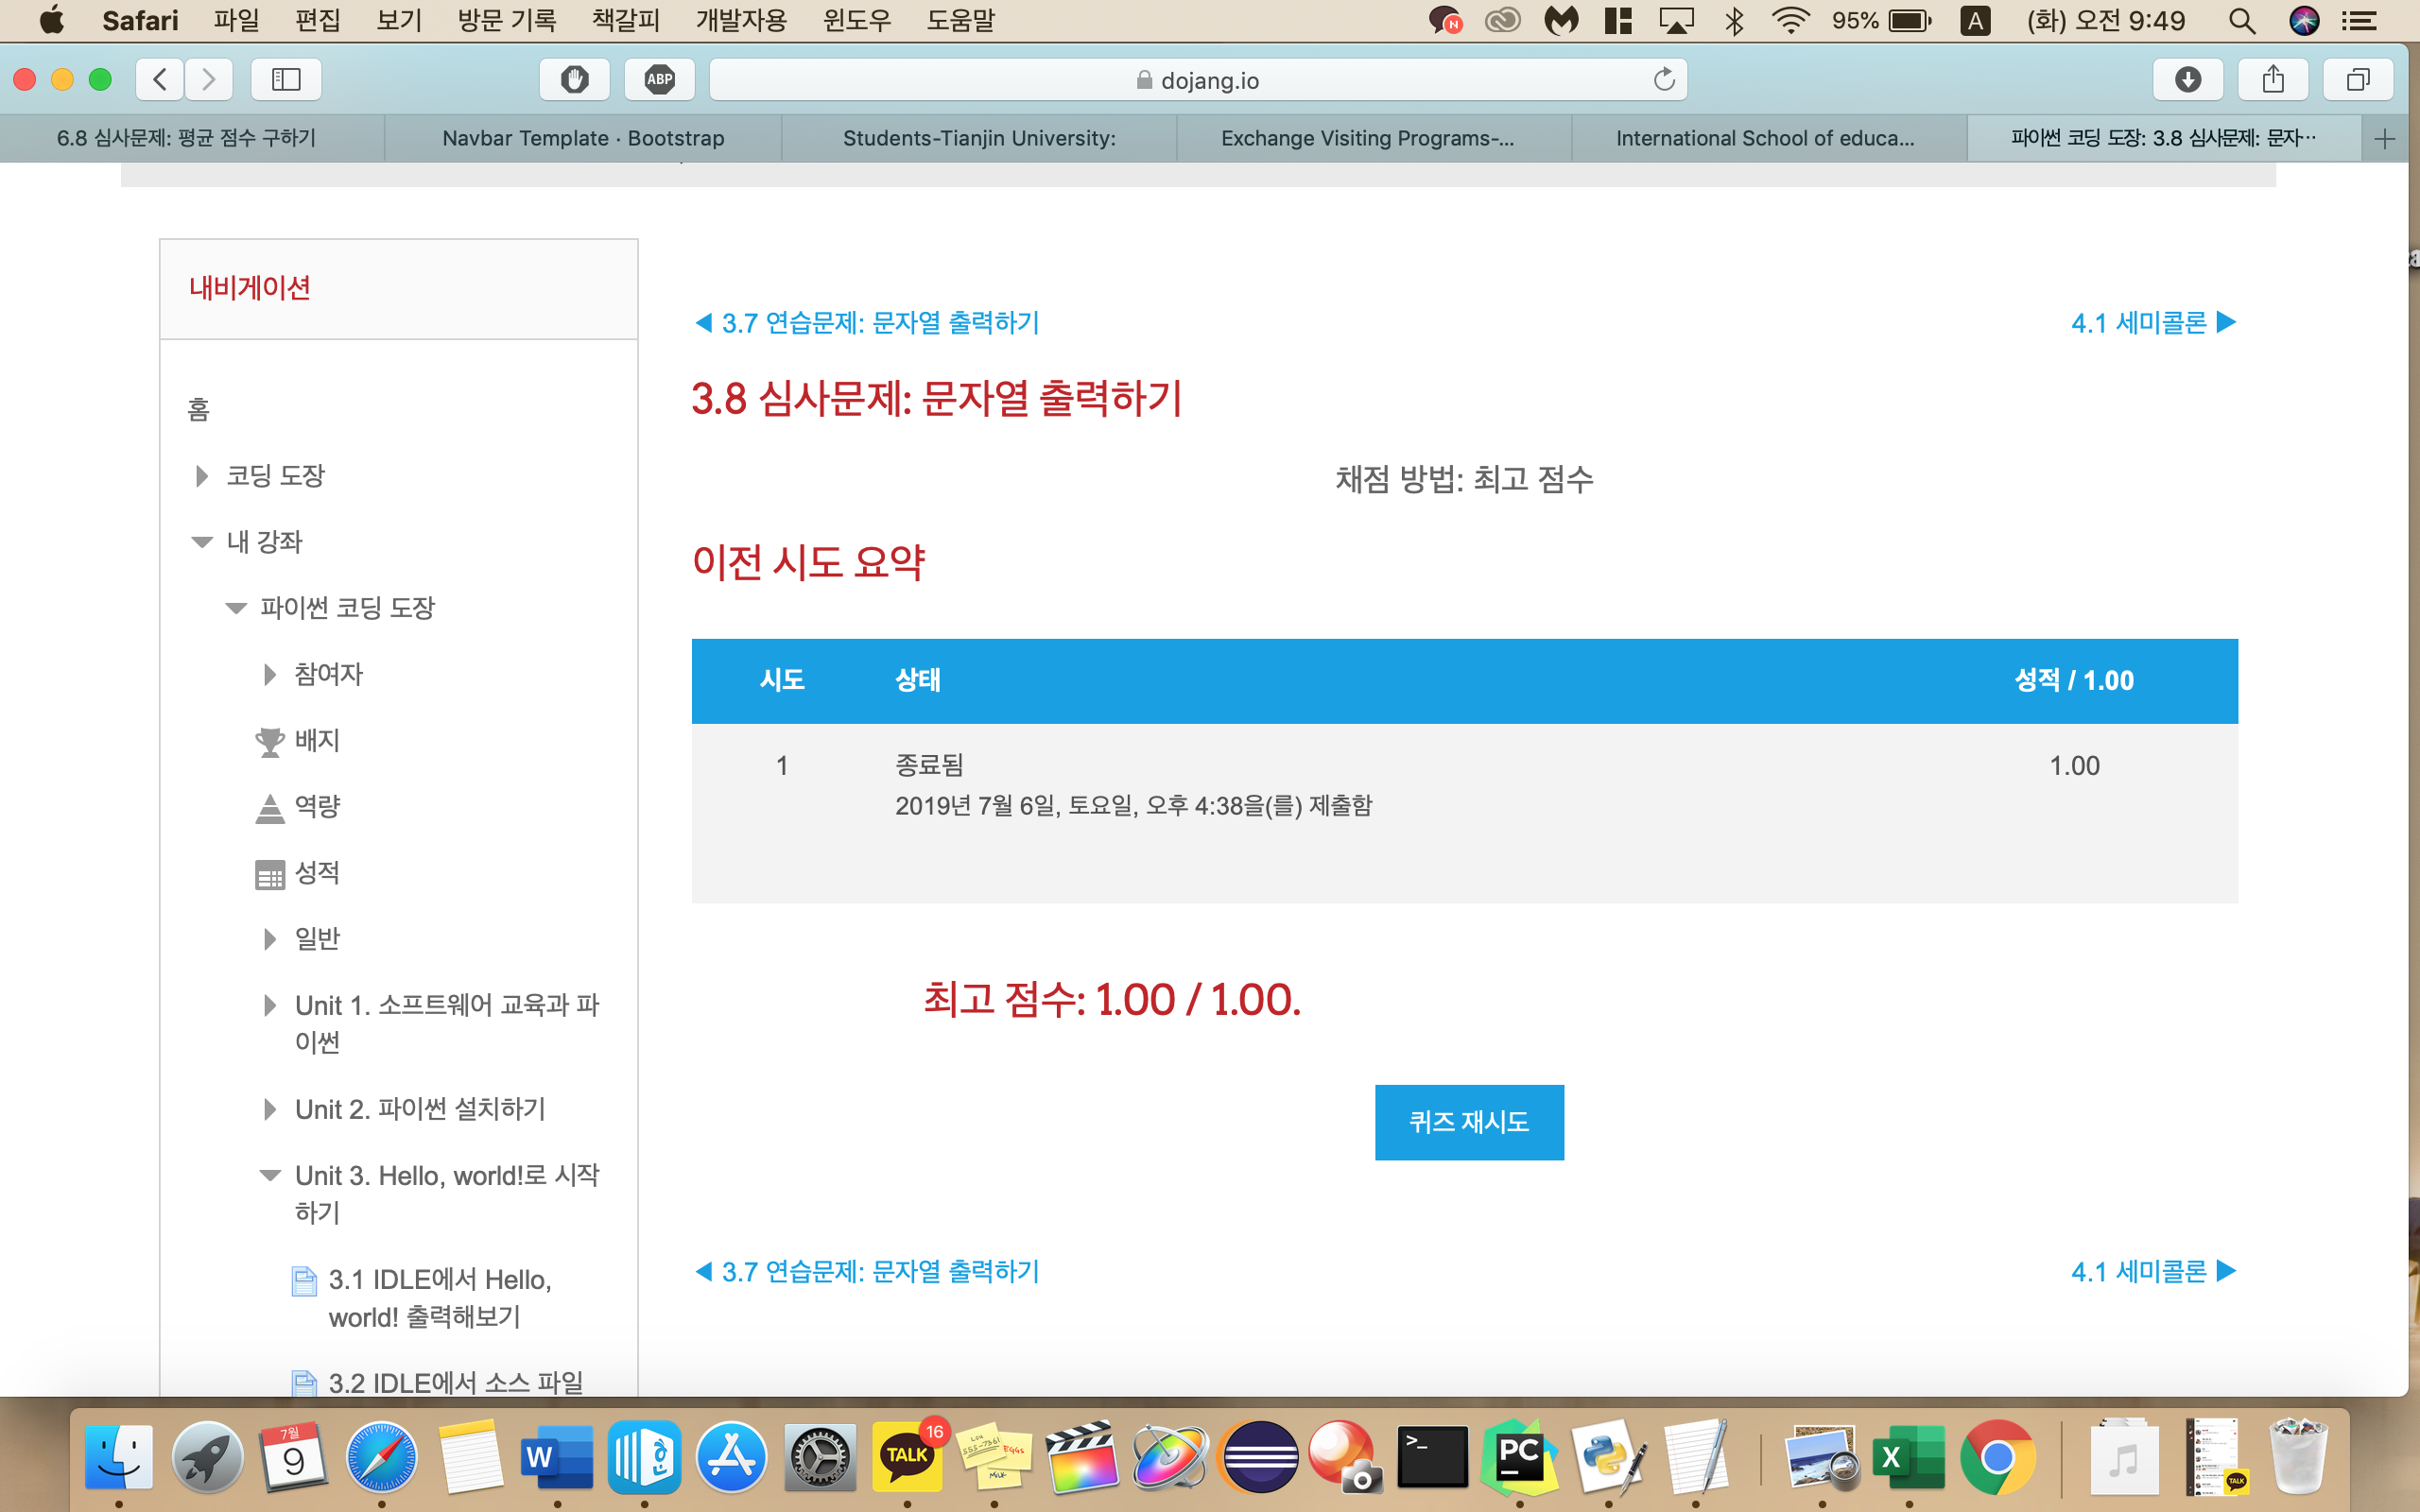 Safari 파일 편집 보기 방문 기록 책갈피 개발자용 윈도우 도움말 95% A (화) 오전 9:49
ABP dojang.io
6.8 심사문제: 평균 점수 구하기 Navbar Template · Bootstrap Students-Tianjin University: Exchange Visiting Programs-... International School of educa... 파이썬 코딩 도장: 3.8 심사문제: 문자…
내비게이션
홈
코딩 도장
내 강좌
파이썬 코딩 도장
참여자
배지
역량
성적
일반
Unit 1. 소프트웨어 교육과 파
이썬
Unit 2. 파이썬 설치하기
Unit 3. Hello, world!로 시작
하기
3.1 IDLE에서 Hello,
world! 출력해보기
3.2 IDLE에서 소스 파일
◀ 3.7 연습문제: 문자열 출력하기 4.1 세미콜론 ▶
3.8 심사문제: 문자열 출력하기
채점 방법: 최고 점수
이전 시도 요약
시도 상태 성적 / 1.00
1 종료됨 1.00
2019년 7월 6일, 토요일, 오후 4:38을(를) 제출함
최고 점수: 1.00 / 1.00.
퀴즈 재시도
◀ 3.7 연습문제: 문자열 출력하기 4.1 세미콜론 ▶
7월
9
W
TALK
16
EGGS
MILK
>_
PC
X
TALK